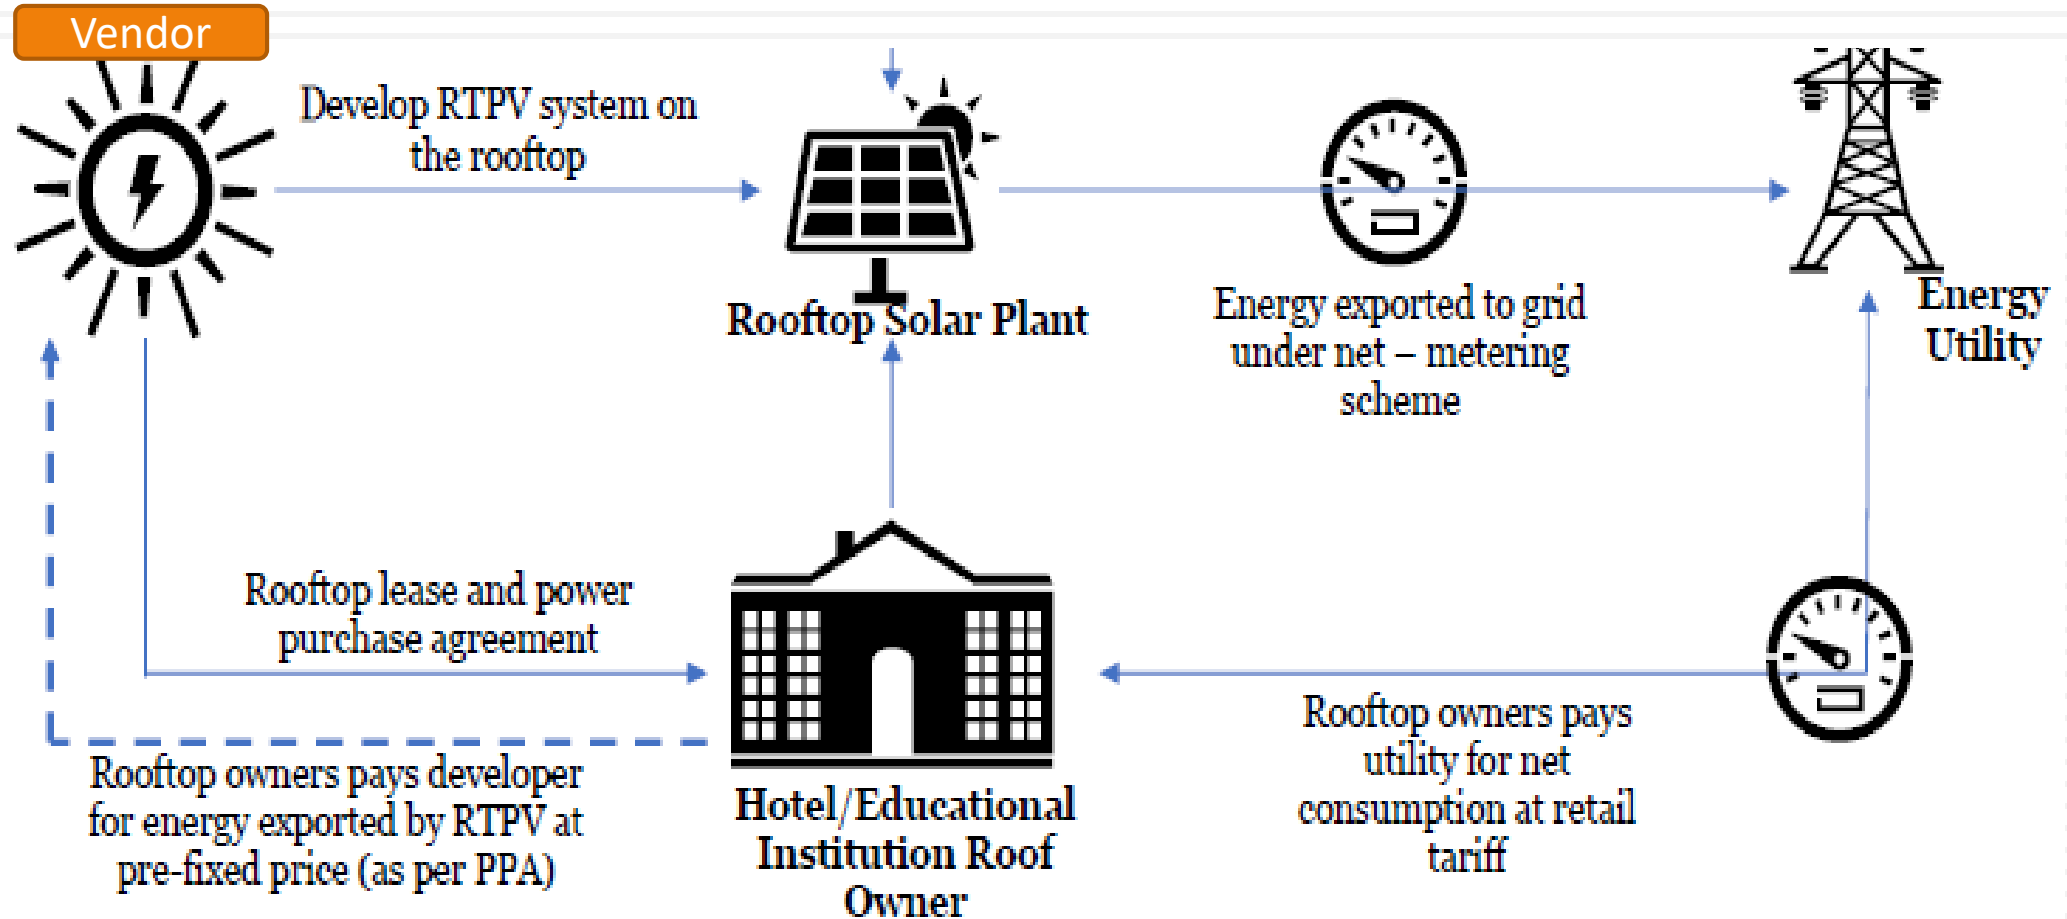 Vendor
Develop RTPV system on
the rooftop
Rooftop Solar Plant
Energy exported to grid
under net – metering
scheme
Energy
Utility
Rooftop lease and power
purchase agreement
Rooftop owners pays developer
for energy exported by RTPV at
pre-fixed price (as per PPA)
Hotel/Educational
Institution Roof
Owner
Rooftop owners pays
utility for net
consumption at retail
tariff